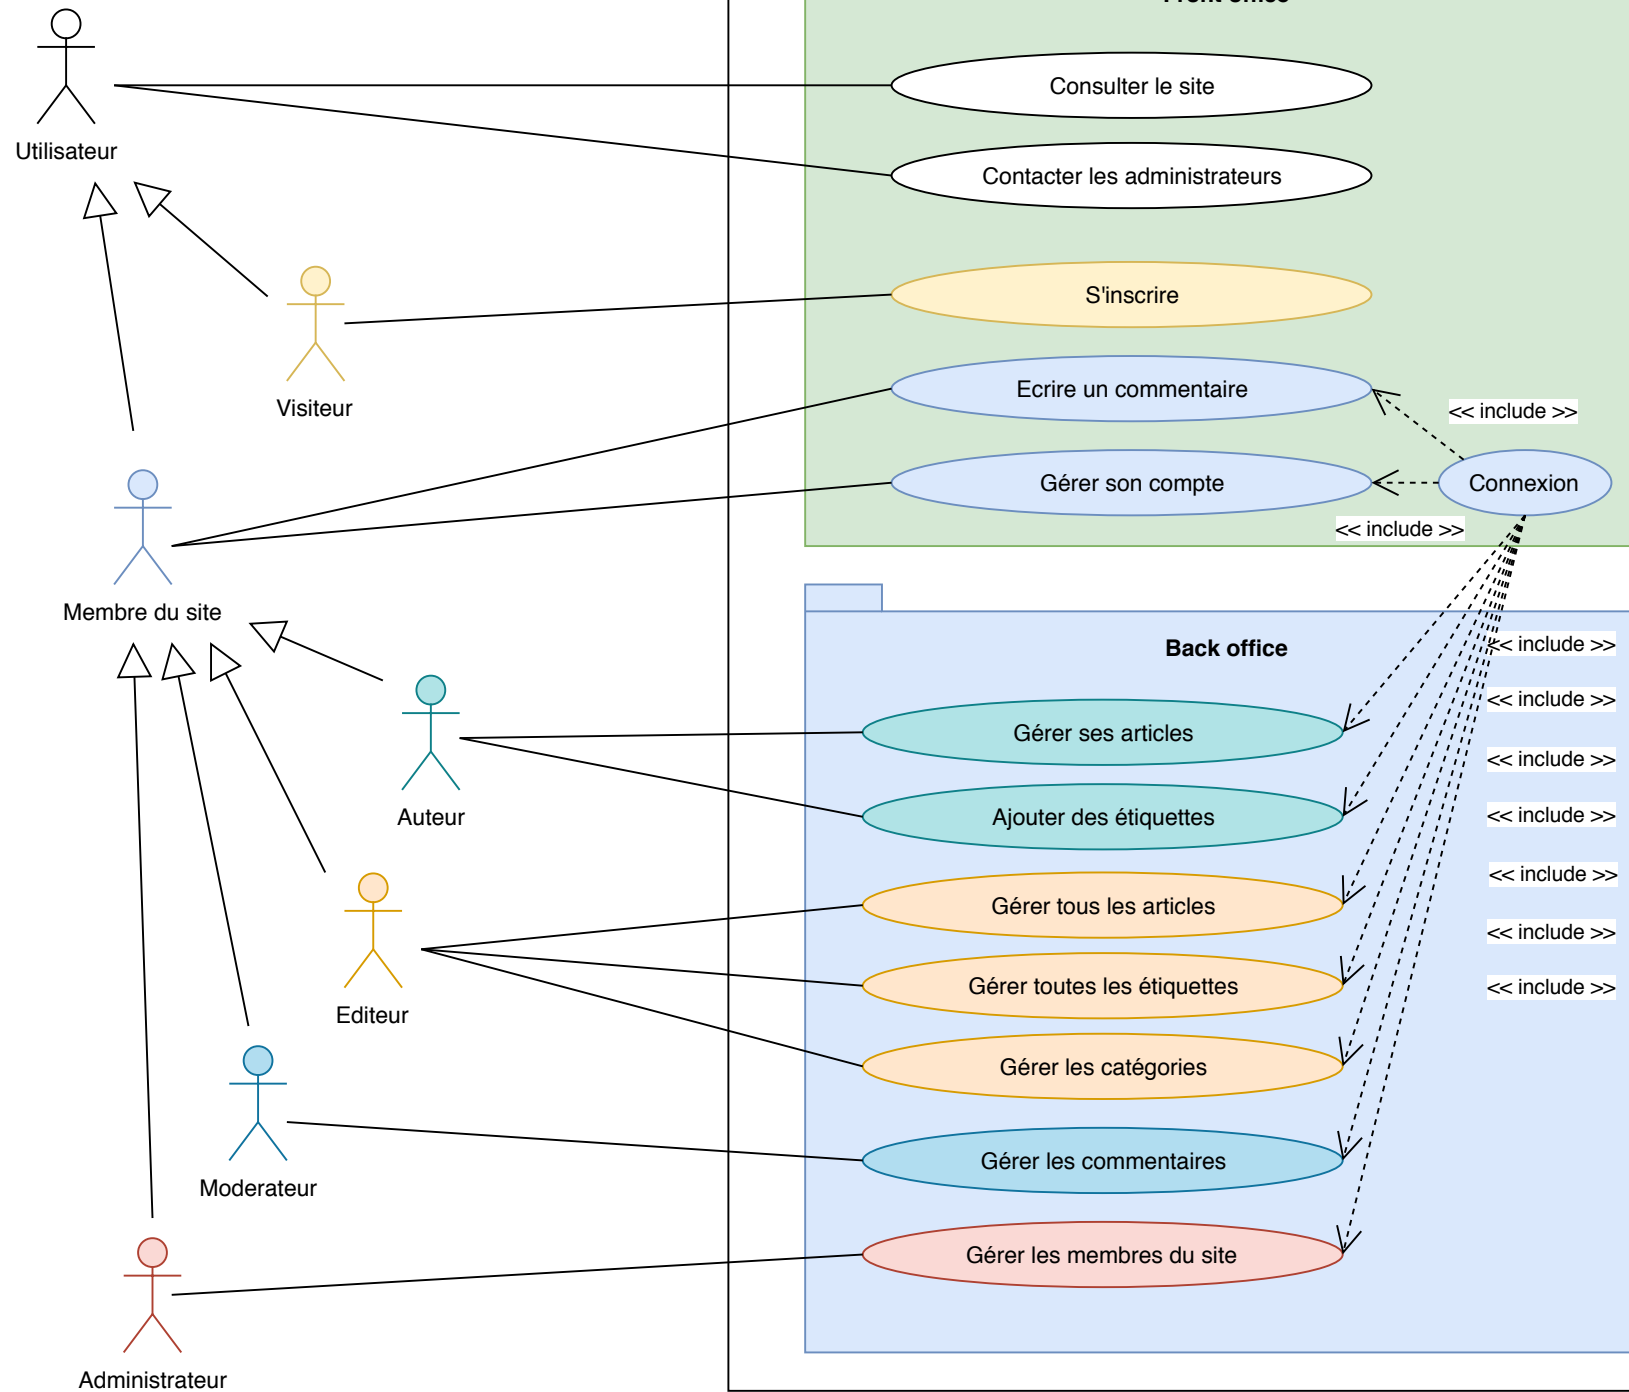 Utilisateur
Consulter le site
Contacter les administrateurs
S'inscrire
Visiteur
Ecrire un commentaire
<< include >>
Gérer son compte
Connexion
<< include >>
Membre du site
Back office
<< include >>
<< include >>
Gérer ses articles
<< include >>
Auteur
Ajouter des étiquettes
<< include >>
<< include >>
Gérer tous les articles
<< include >>
Gérer toutes les étiquettes
<< include >>
Editeur
Gérer les catégories
Gérer les commentaires
Moderateur
Gérer les membres du site
Administrateur